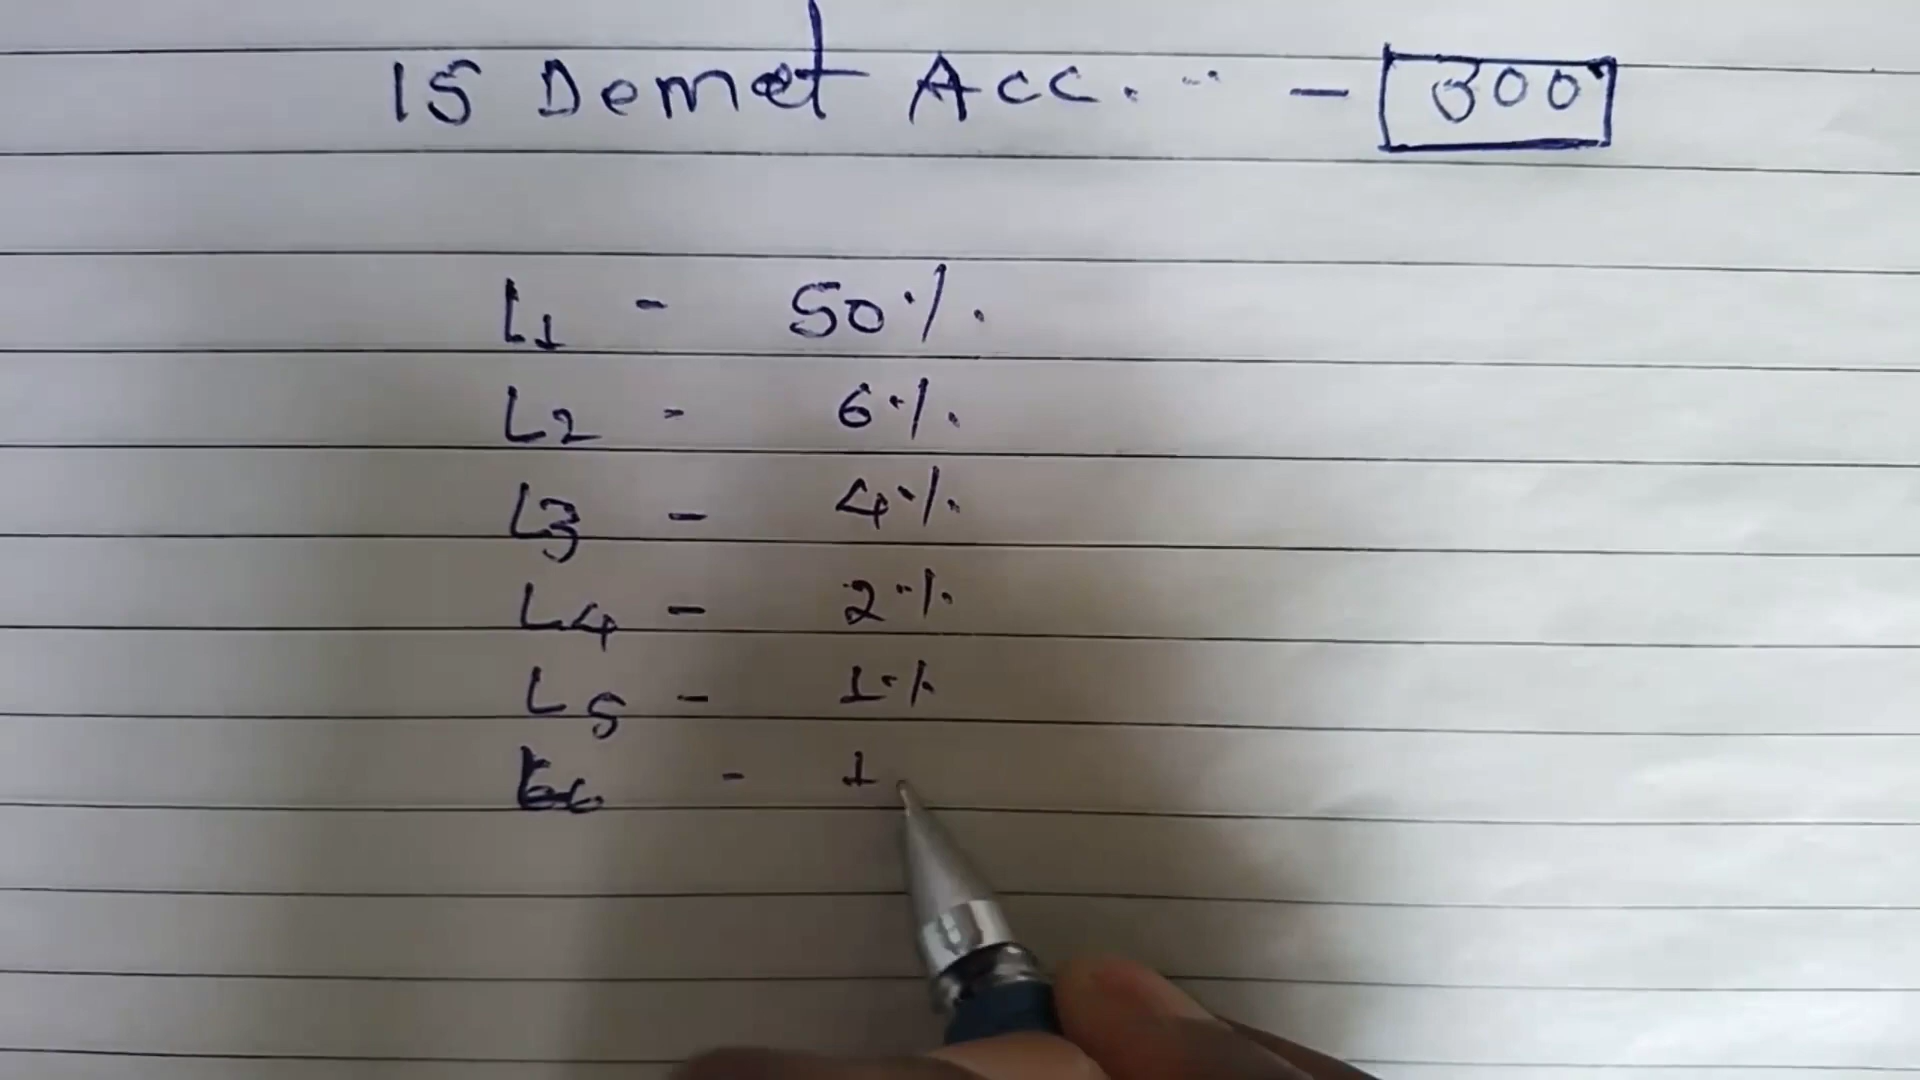 15 Demat Acc. .. - 300
L1 - 50%.
L2 - 6%.
L3 - 4%.
L4 - 2%.
L5 - 1%
L6 - 1